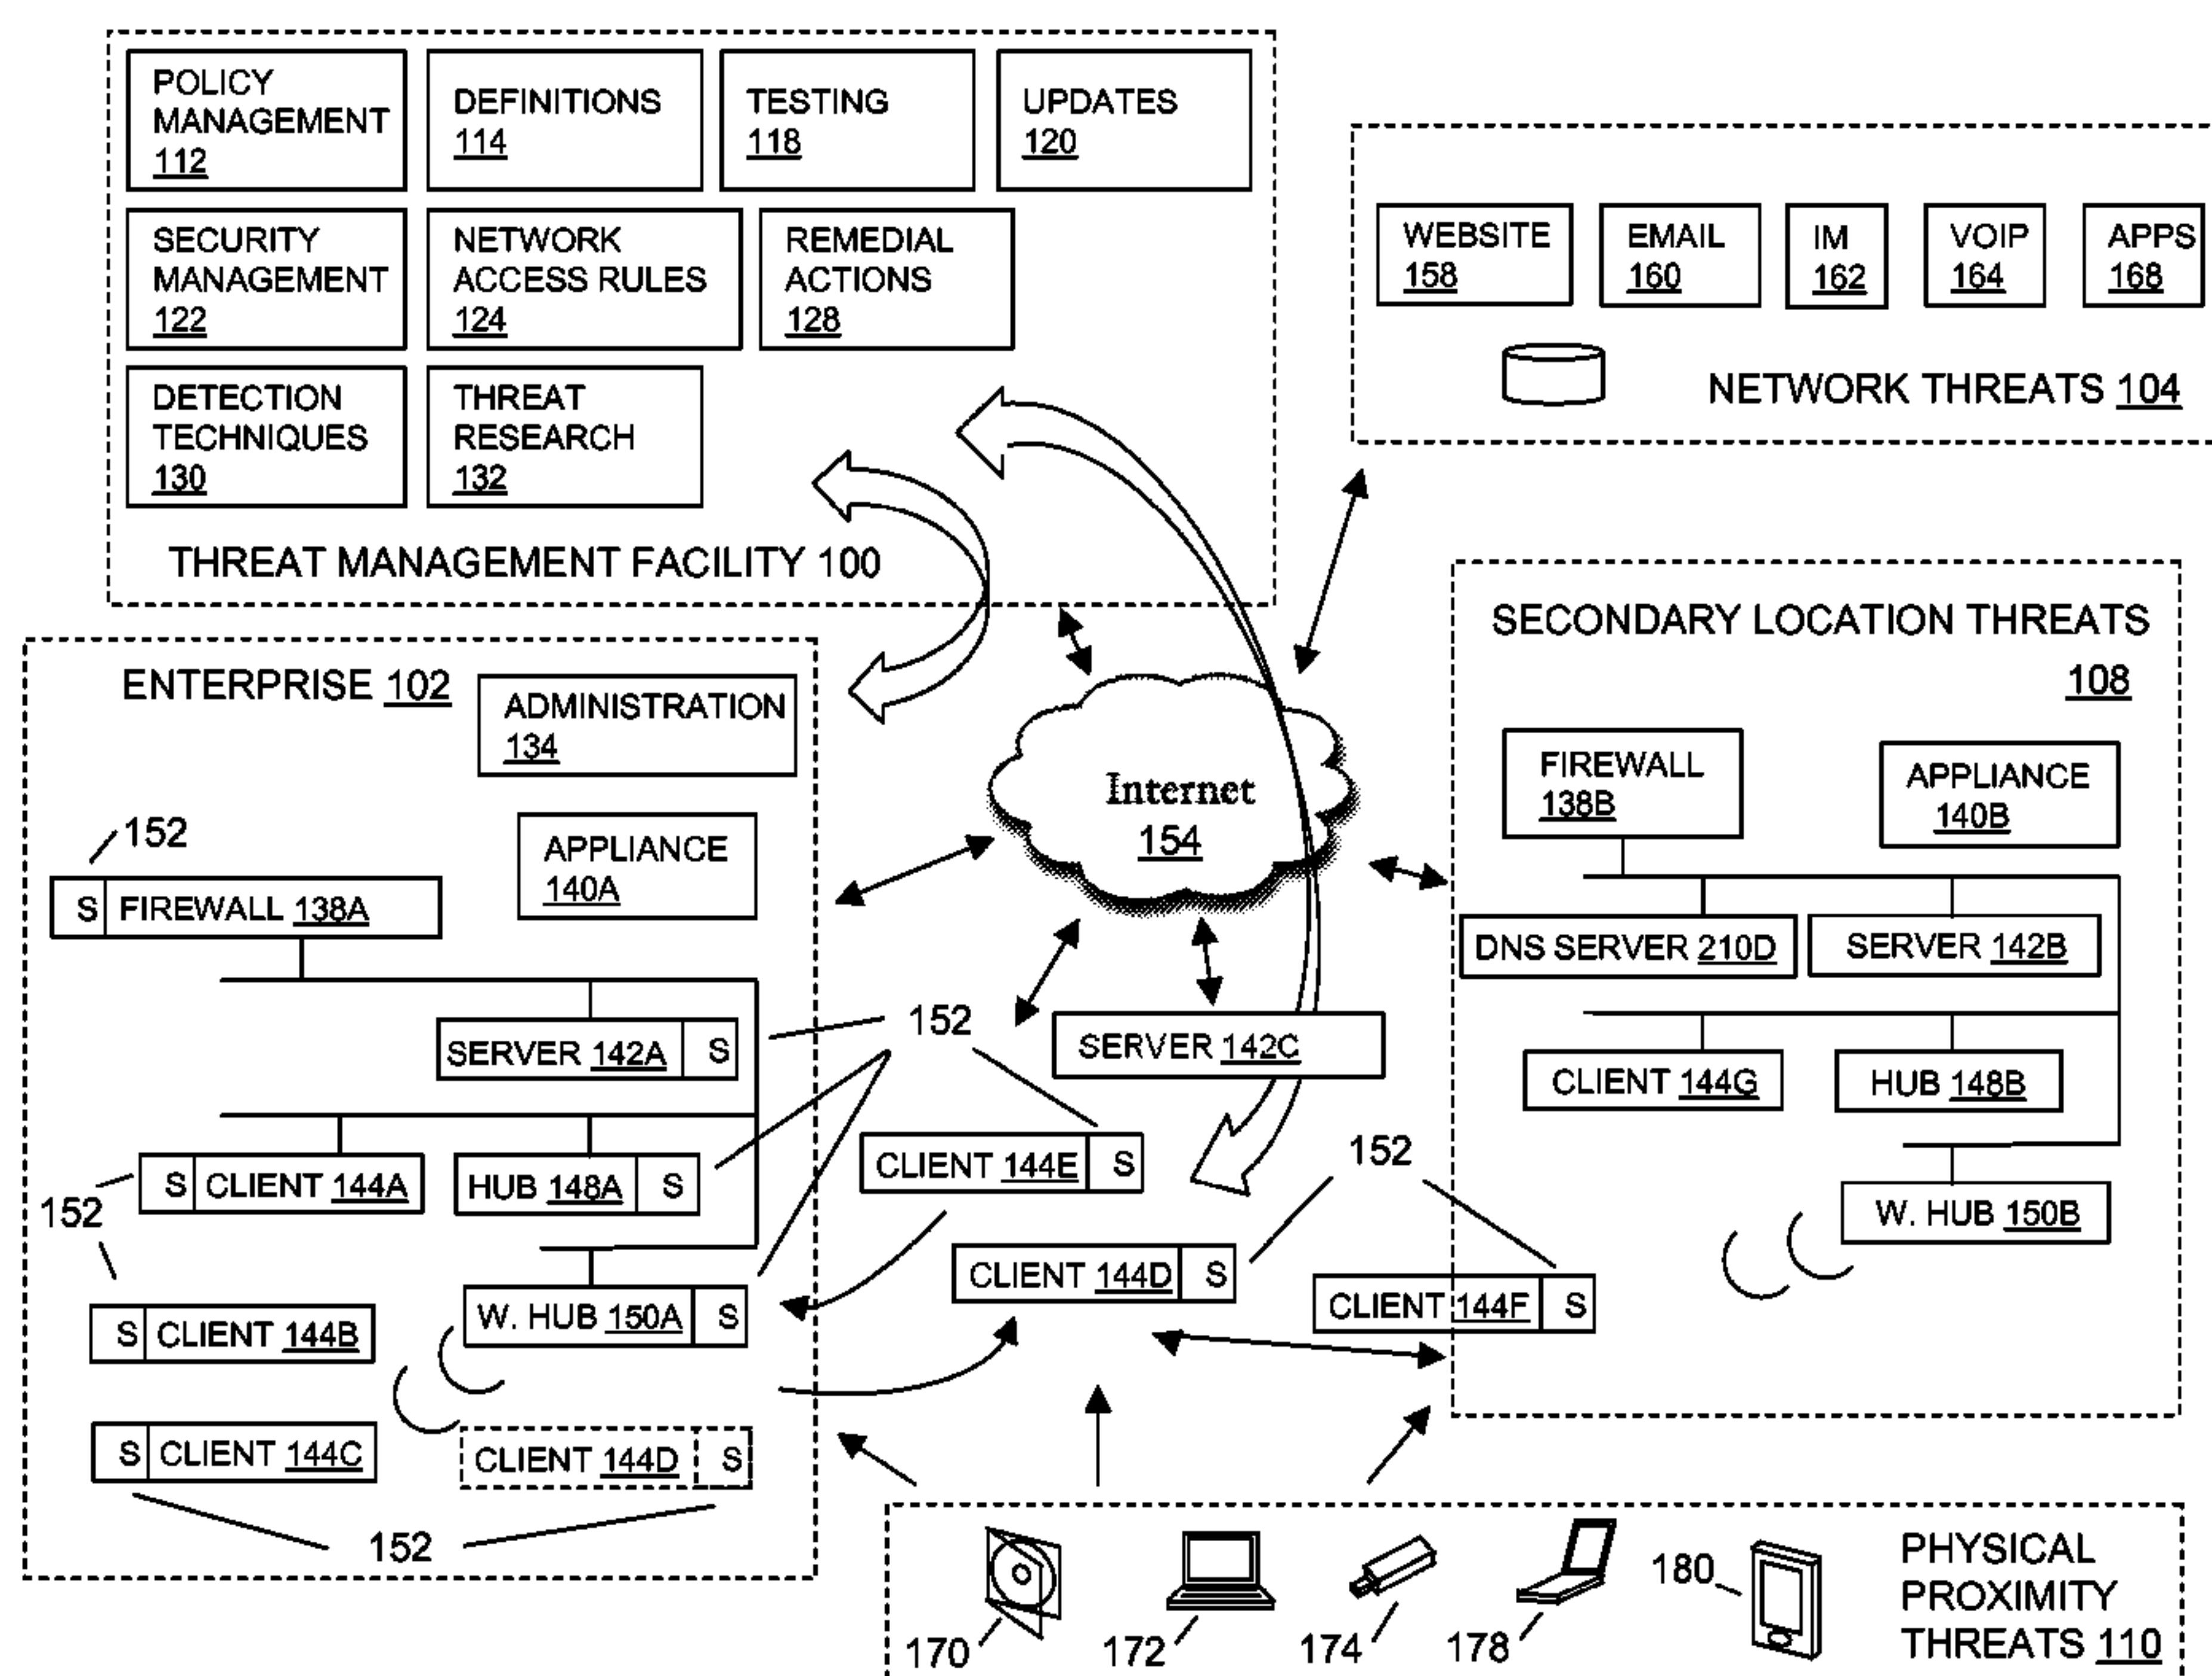 POLICY
MANAGEMENT
112
DEFINITIONS
114
TESTING
118
UPDATES
120
SECURITY
MANAGEMENT
122
NETWORK
ACCESS RULES
124
REMEDIAL
ACTIONS
128
DETECTION
TECHNIQUES
130
THREAT
RESEARCH
132
THREAT MANAGEMENT FACILITY 100
WEBSITE
158
EMAIL
160
IM
162
VOIP
164
APPS
168
NETWORK THREATS 104
ENTERPRISE 102
ADMINISTRATION
134
152
APPLIANCE
140A
S FIREWALL 138A
SERVER 142A S
S CLIENT 144A
HUB 148A S
152
S CLIENT 144B
W. HUB 150A S
S CLIENT 144C
CLIENT 144D S
152
Internet
154
152
SERVER 142C
CLIENT 144E S
152
CLIENT 144D S
CLIENT 144F S
SECONDARY LOCATION THREATS
108
FIREWALL
138B
APPLIANCE
140B
DNS SERVER 210D
SERVER 142B
CLIENT 144G
HUB 148B
W. HUB 150B
170
172
174
178
180
PHYSICAL
PROXIMITY
THREATS 110